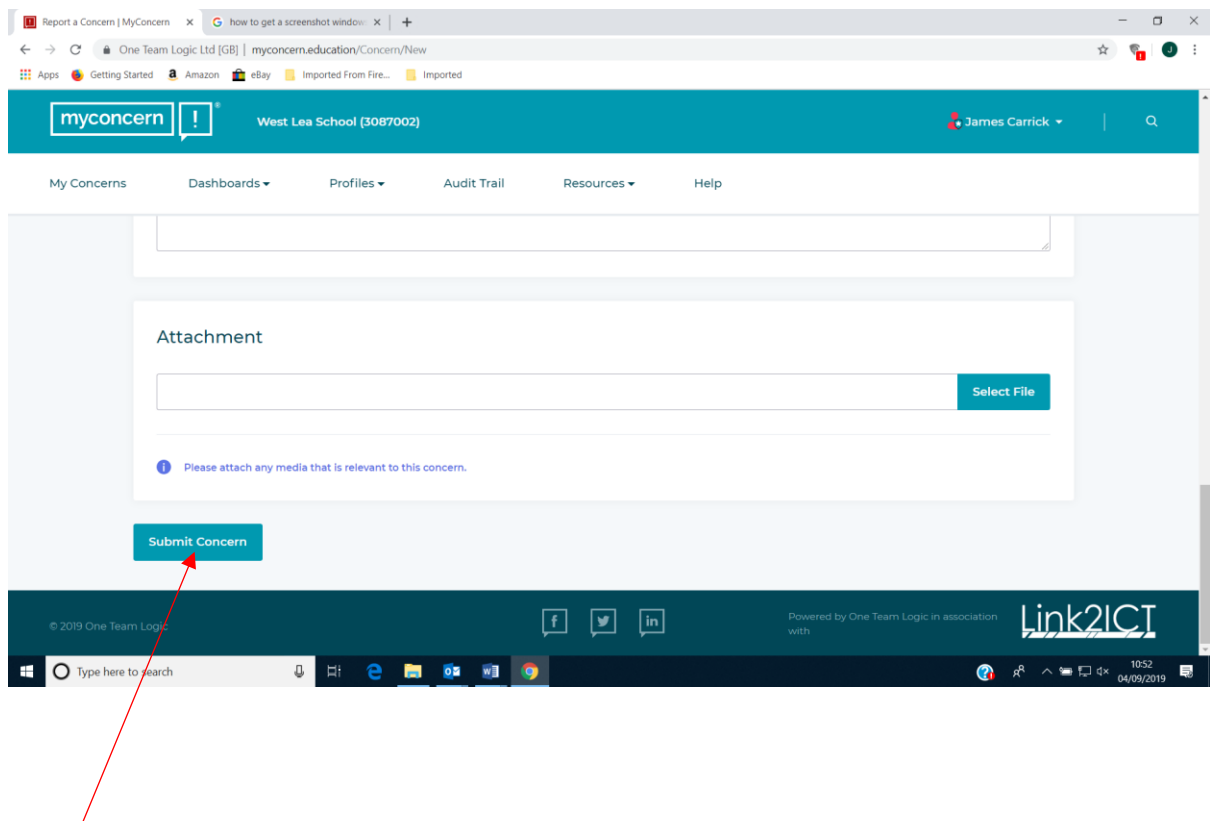 Report a Concern | MyConcern
how to get a screenshot window
One Team Logic Ltd [GB] | myconcern.education/Concern/New
Apps Getting Started Amazon eBay Imported From Fire... Imported
myconcern ! ® West Lea School (3087002) James Carrick
My Concerns Dashboards Profiles Audit Trail Resources Help
Attachment
Select File
Please attach any media that is relevant to this concern.
Submit Concern
© 2019 One Team Logic
Powered by One Team Logic in association
with
Link2ICT
Type here to search
10:52
04/09/2019